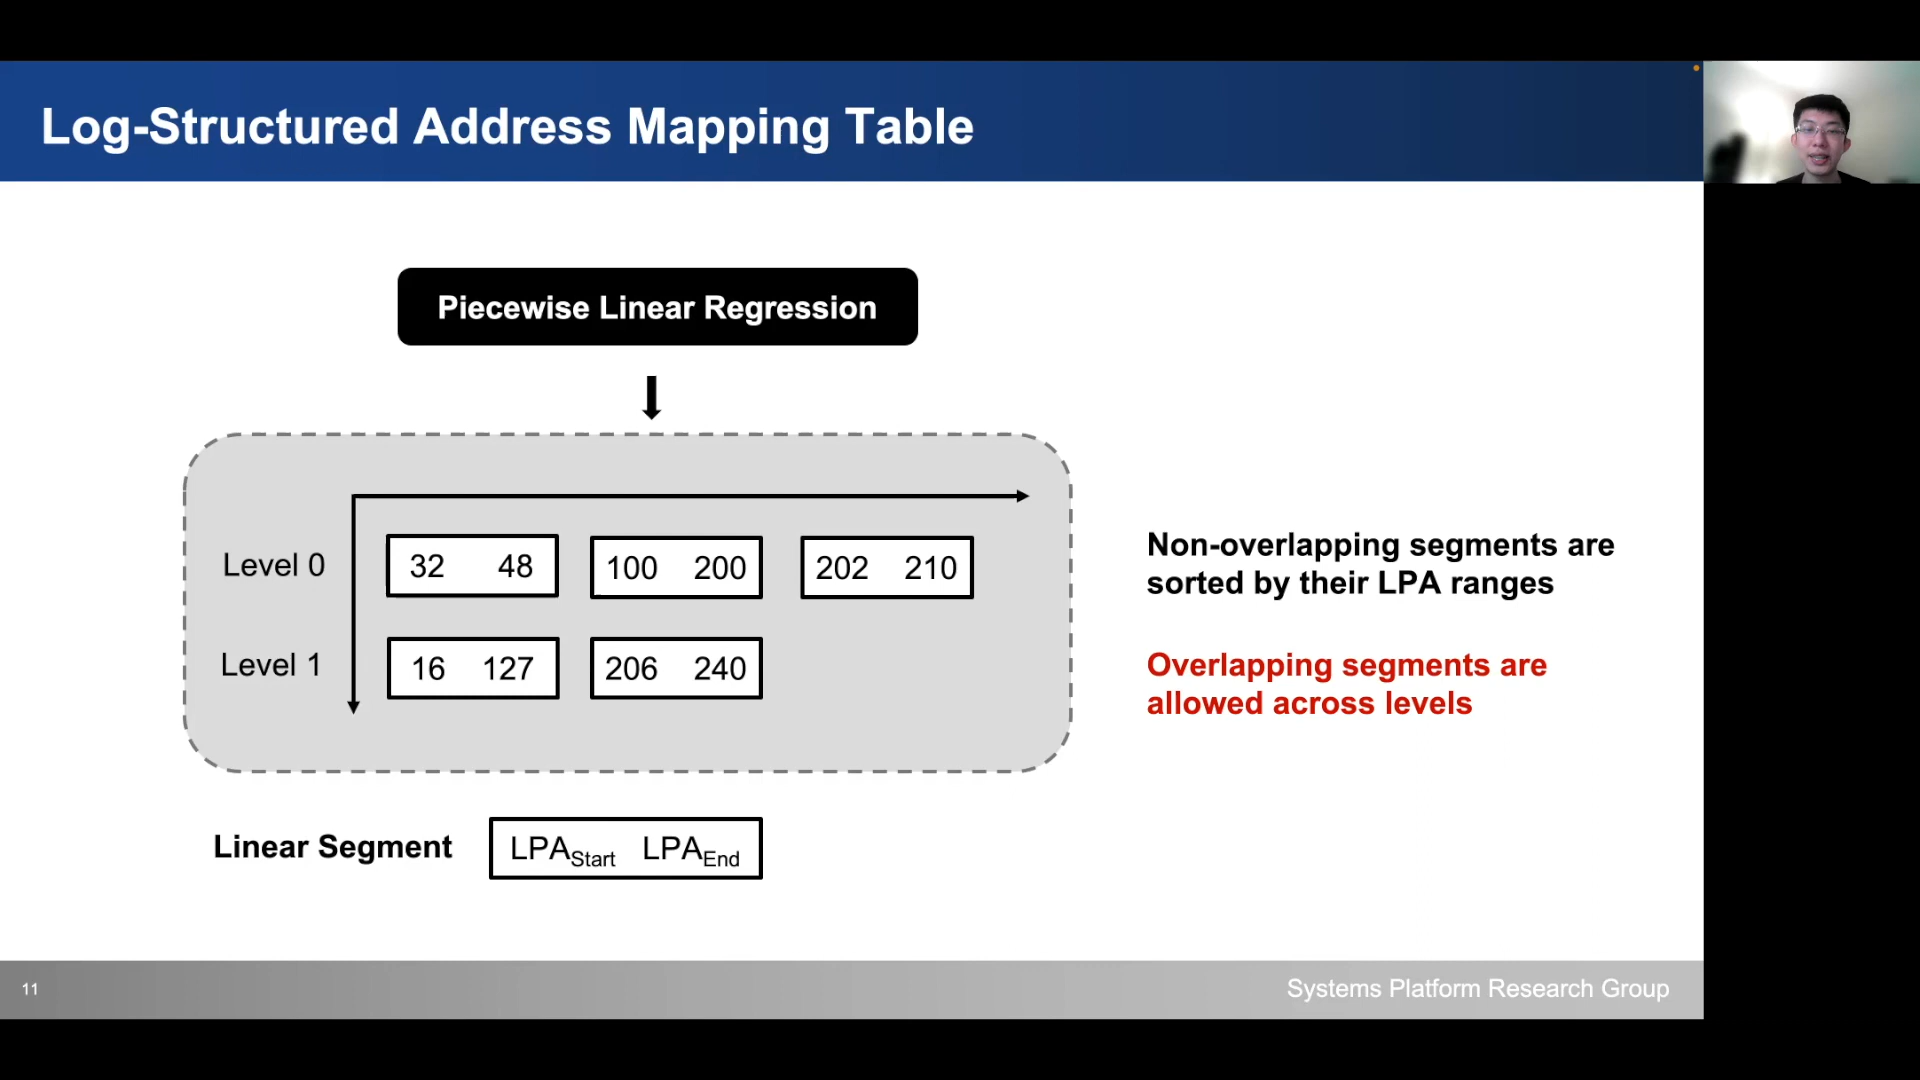 Log-Structured Address Mapping Table
Piecewise Linear Regression
Level 0
32 48
100 200
202 210
Level 1
16 127
206 240
Non-overlapping segments are
sorted by their LPA ranges
Overlapping segments are
allowed across levels
Linear Segment
LPAStart LPAEnd
11
Systems Platform Research Group